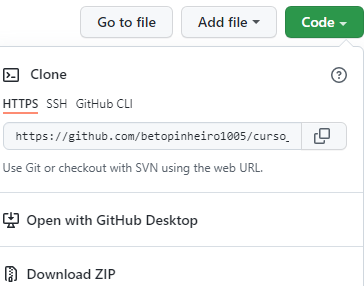 Go to file Add file Code
Clone
HTTPS SSH GitHub CLI
https://github.com/betopinheiro1005/curso_
Use Git or checkout with SVN using the web URL.
Open with GitHub Desktop
Download ZIP